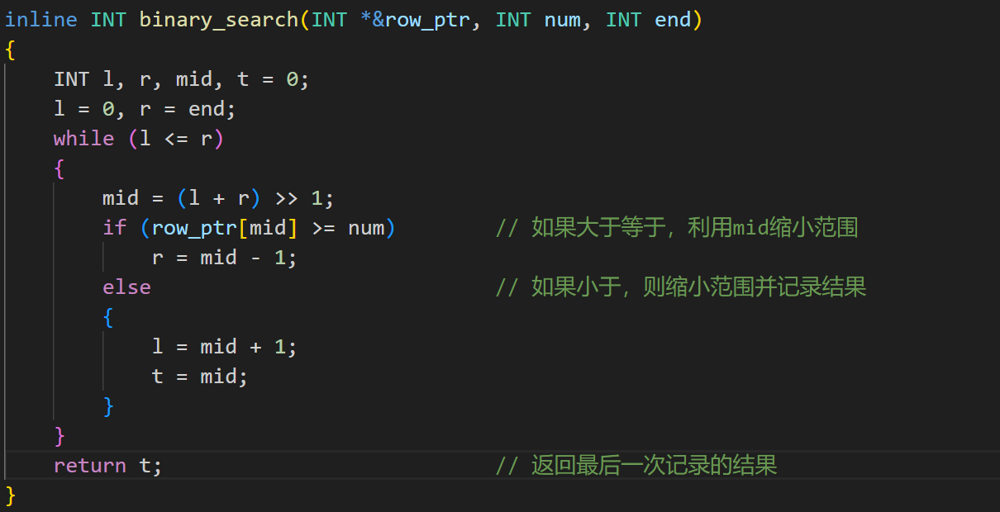 inline INT binary_search(INT *&row_ptr, INT num, INT end)
{
    INT l, r, mid, t = 0;
    l = 0, r = end;
    while (l <= r)
    {
        mid = (l + r) >> 1;
        if (row_ptr[mid] >= num)        // 如果大于等于，利用mid缩小范围
            r = mid - 1;
        else                            // 如果小于，则缩小范围并记录结果
        {
            l = mid + 1;
            t = mid;
        }
    }
    return t;                           // 返回最后一次记录的结果
}